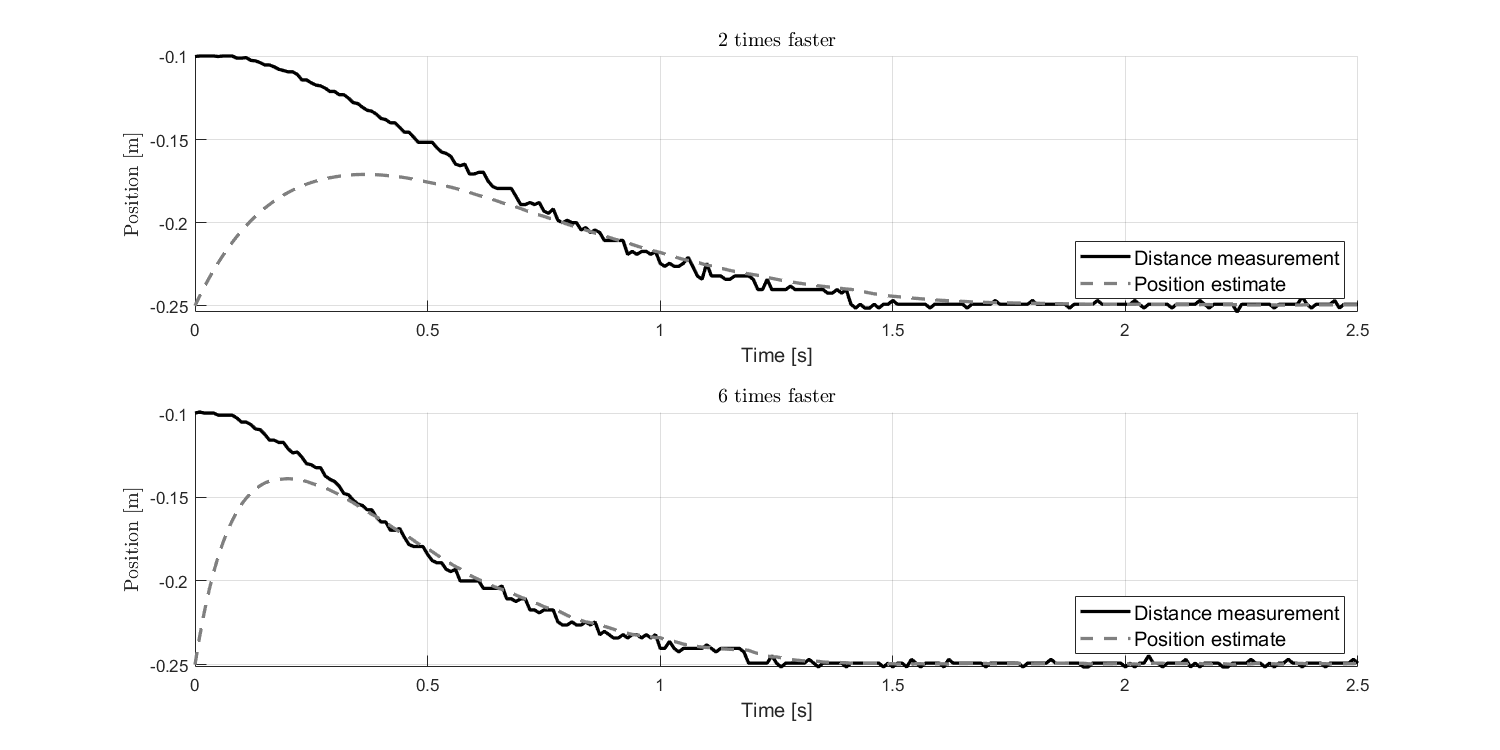 2 times faster
-0.1
-0.15
-0.2
-0.25
Position [m]
Distance measurement
Position estimate
0 0.5 1 1.5 2 2.5
Time [s]
6 times faster
-0.1
-0.15
-0.2
-0.25
Position [m]
Distance measurement
Position estimate
0 0.5 1 1.5 2 2.5
Time [s]